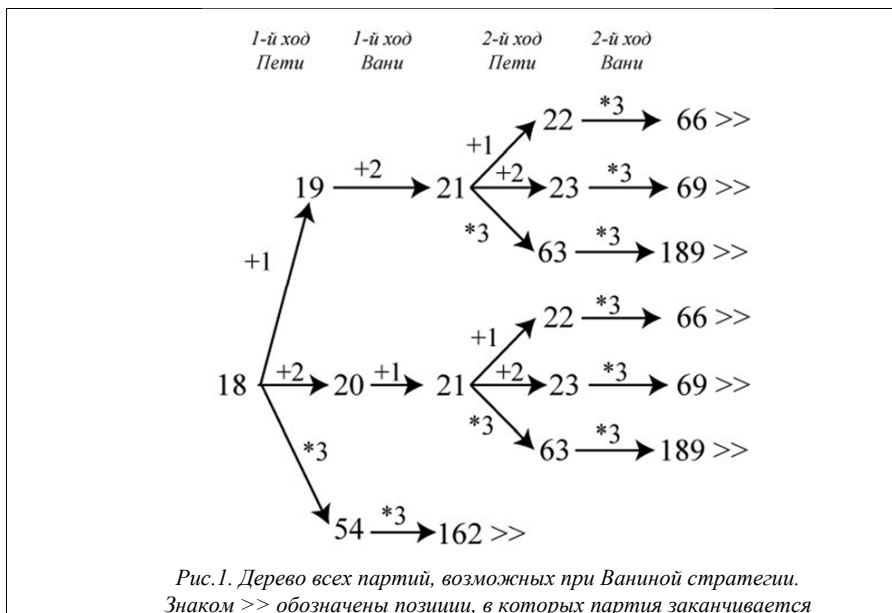 1-й ход 1-й ход 2-й ход 2-й ход
Пети Вани Пети Вани
22 *3 66 >>
+1
19 +2 21 +2 23 *3 69 >>
*3
63 *3 189 >>
+1
22 *3 66 >>
+1
18 +2 20 +1 21 +2 23 *3 69 >>
*3
*3 63 *3 189 >>
54 *3 162 >>
Рис.1. Дерево всех партий, возможных при Ваниной стратегии.
Знаком >> обозначены позиции, в которых партия заканчивается